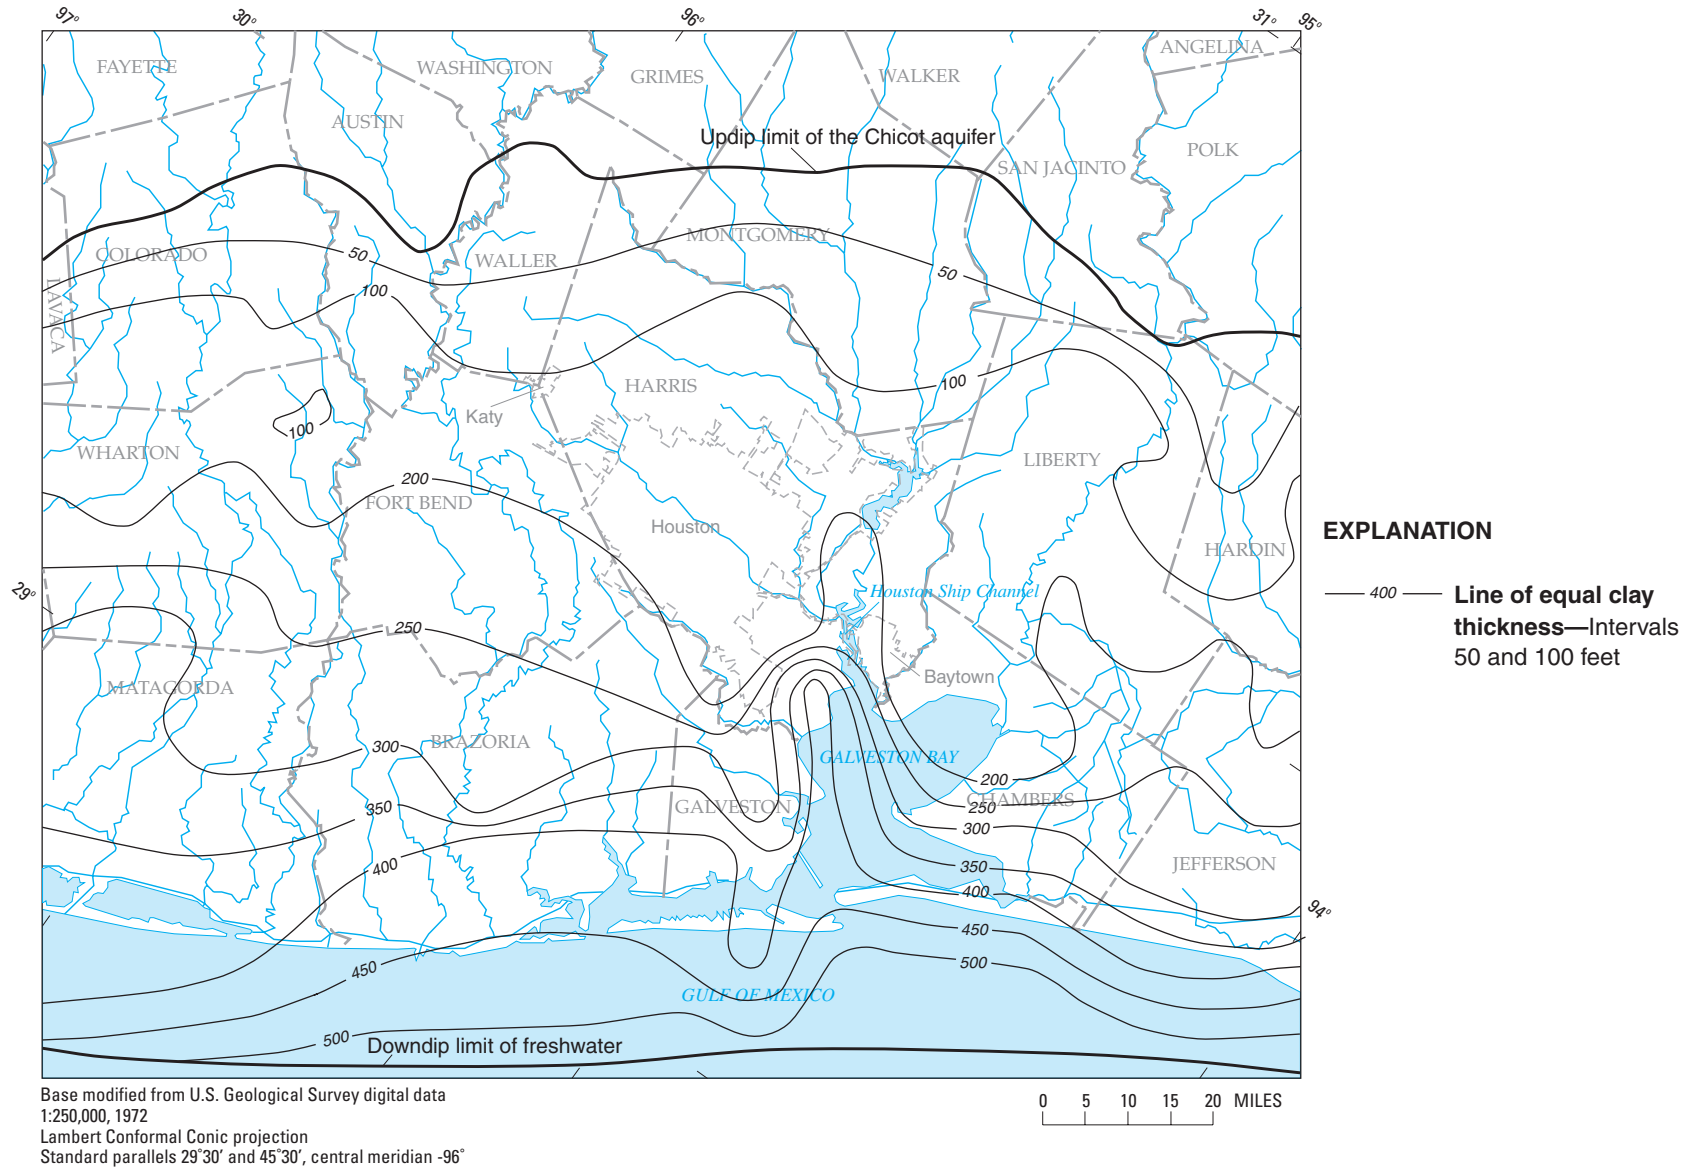 97°
30°
96°
31°
95°
FAYETTE
WASHINGTON
GRIMES
WALKER
ANGELINA
AUSTIN
Updip limit of the Chicot aquifer
POLK
SAN JACINTO
COLORADO
50
MONTGOMERY
WALLER
50
LAVACA
100
HARRIS
100
Katy
100
WHARTON
LIBERTY
200
FORT BEND
Houston
HARDIN
29°
Houston Ship Channel
250
Baytown
MATAGORDA
300
BRAZORIA
GALVESTON BAY
200
350
GALVESTON
CHAMBERS
250
300
400
350
JEFFERSON
400
94°
450
450
500
GULF OF MEXICO
500
Downdip limit of freshwater
EXPLANATION
400 Line of equal clay
thickness—Intervals
50 and 100 feet
Base modified from U.S. Geological Survey digital data
1:250,000, 1972
Lambert Conformal Conic projection
Standard parallels 29°30′ and 45°30′, central meridian -96°
0 5 10 15 20 MILES